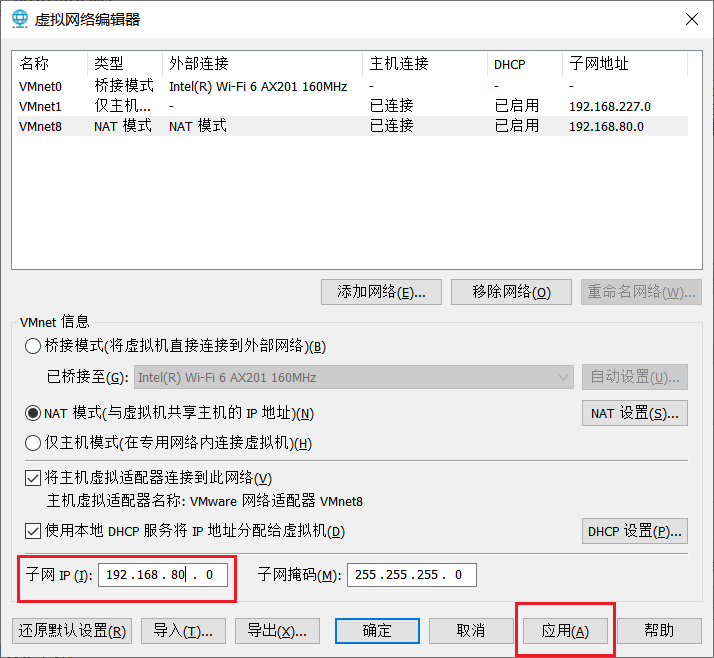 虚拟网络编辑器
名称 类型 外部连接 主机连接 DHCP 子网地址
VMnet0 桥接模式 Intel(R) Wi-Fi 6 AX201 160MHz - - -
VMnet1 仅主机... - 已连接 已启用 192.168.227.0
VMnet8 NAT 模式 NAT 模式 已连接 已启用 192.168.80.0
添加网络(E)... 移除网络(O) 重命名网络(W)...
VMnet 信息
桥接模式(将虚拟机直接连接到外部网络)(B)
已桥接至(G): Intel(R) Wi-Fi 6 AX201 160MHz 自动设置(U)...
NAT 模式(与虚拟机共享主机的 IP 地址)(N) NAT 设置(S)...
仅主机模式(在专用网络内连接虚拟机)(H)
将主机虚拟适配器连接到此网络(V)
主机虚拟适配器名称: VMware 网络适配器 VMnet8
使用本地 DHCP 服务将 IP 地址分配给虚拟机(D) DHCP 设置(P)...
子网 IP (I): 192 . 168 . 80 . 0 子网掩码(M): 255 . 255 . 255 . 0
还原默认设置(R) 导入(T)... 导出(X)... 确定 取消 应用(A) 帮助